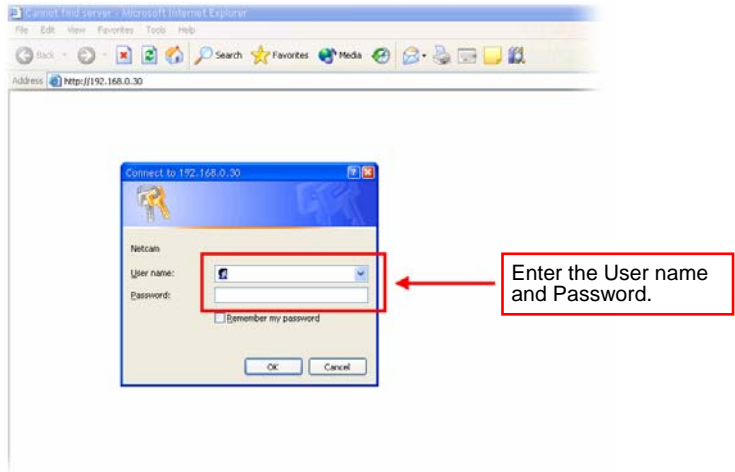 Cannot find server - Microsoft Internet Explorer
File Edit View Favorites Tools Help
Back Search Favorites Media
Address http://192.168.0.30
Connect to 192.168.0.30
Netcam
User name:
Password:
Remember my password
OK Cancel
Enter the User name
and Password.